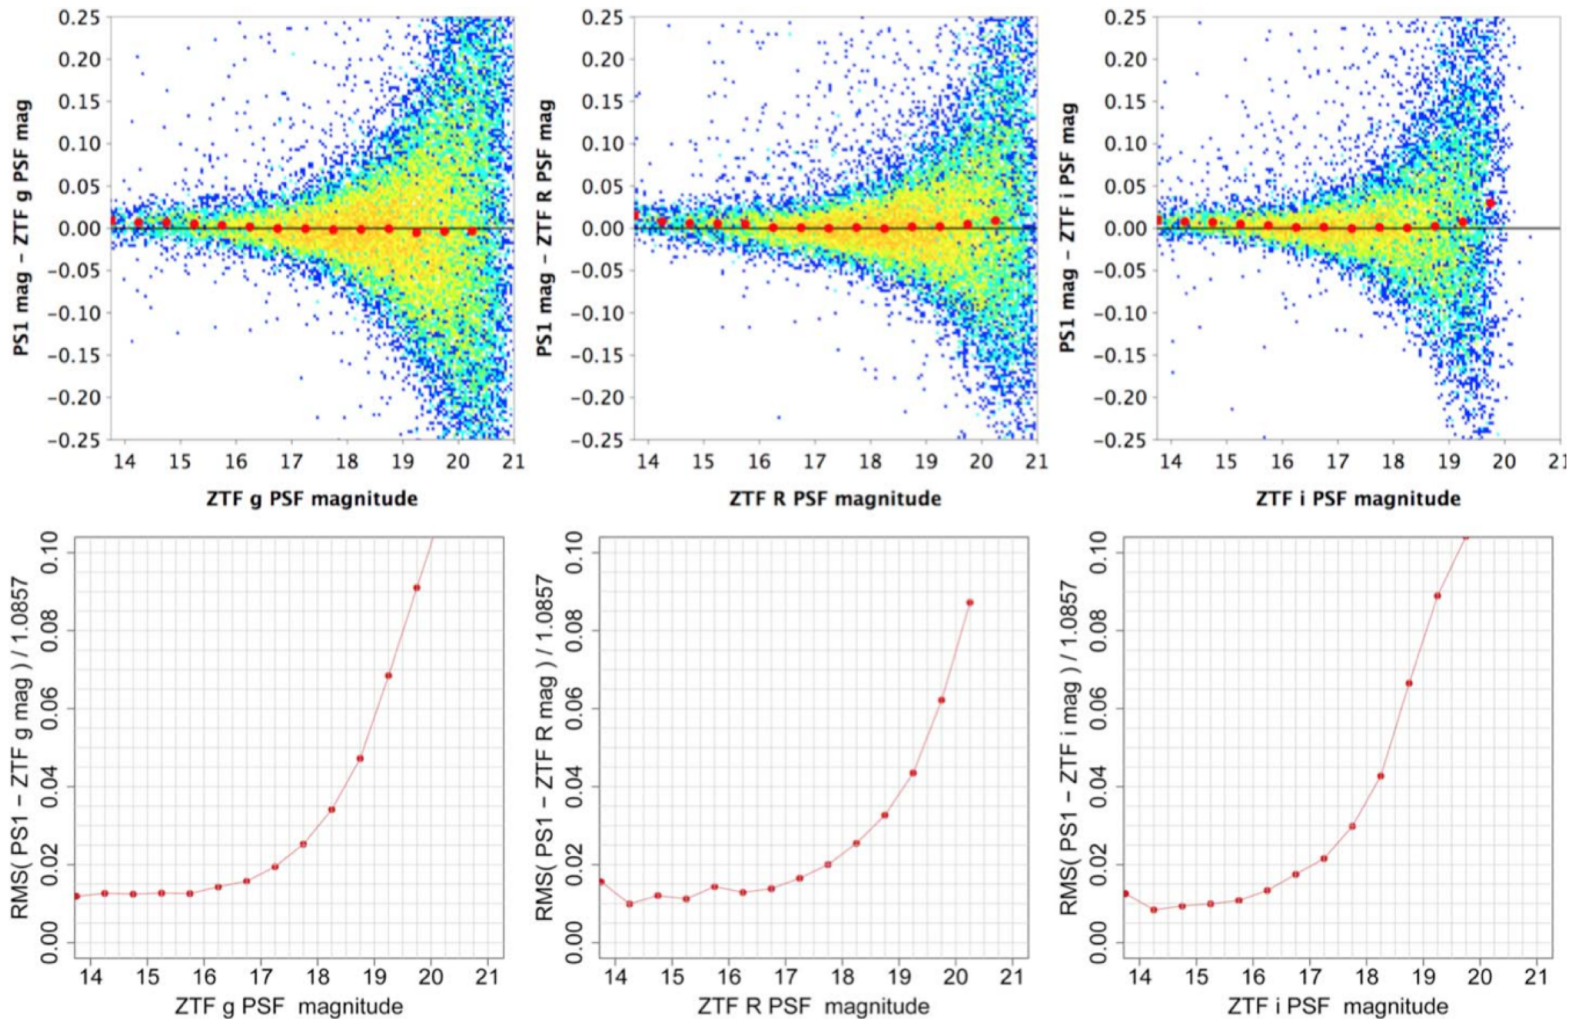 PS1 mag – ZTF g PSF mag
0.25
0.20
0.15
0.10
0.05
0.00
−0.05
−0.10
−0.15
−0.20
−0.25
14 15 16 17 18 19 20 21
ZTF g PSF magnitude
PS1 mag – ZTF R PSF mag
0.25
0.20
0.15
0.10
0.05
0.00
−0.05
−0.10
−0.15
−0.20
−0.25
14 15 16 17 18 19 20 21
ZTF R PSF magnitude
PS1 mag – ZTF i PSF mag
0.25
0.20
0.15
0.10
0.05
0.00
−0.05
−0.10
−0.15
−0.20
−0.25
14 15 16 17 18 19 20 21
ZTF i PSF magnitude
RMS( PS1 − ZTF g mag ) / 1.0857
0.10
0.08
0.06
0.04
0.02
0.00
14 15 16 17 18 19 20 21
ZTF g PSF magnitude
RMS( PS1 − ZTF R mag ) / 1.0857
0.10
0.08
0.06
0.04
0.02
0.00
14 15 16 17 18 19 20 21
ZTF R PSF magnitude
RMS( PS1 − ZTF i mag ) / 1.0857
0.10
0.08
0.06
0.04
0.02
0.00
14 15 16 17 18 19 20 21
ZTF i PSF magnitude